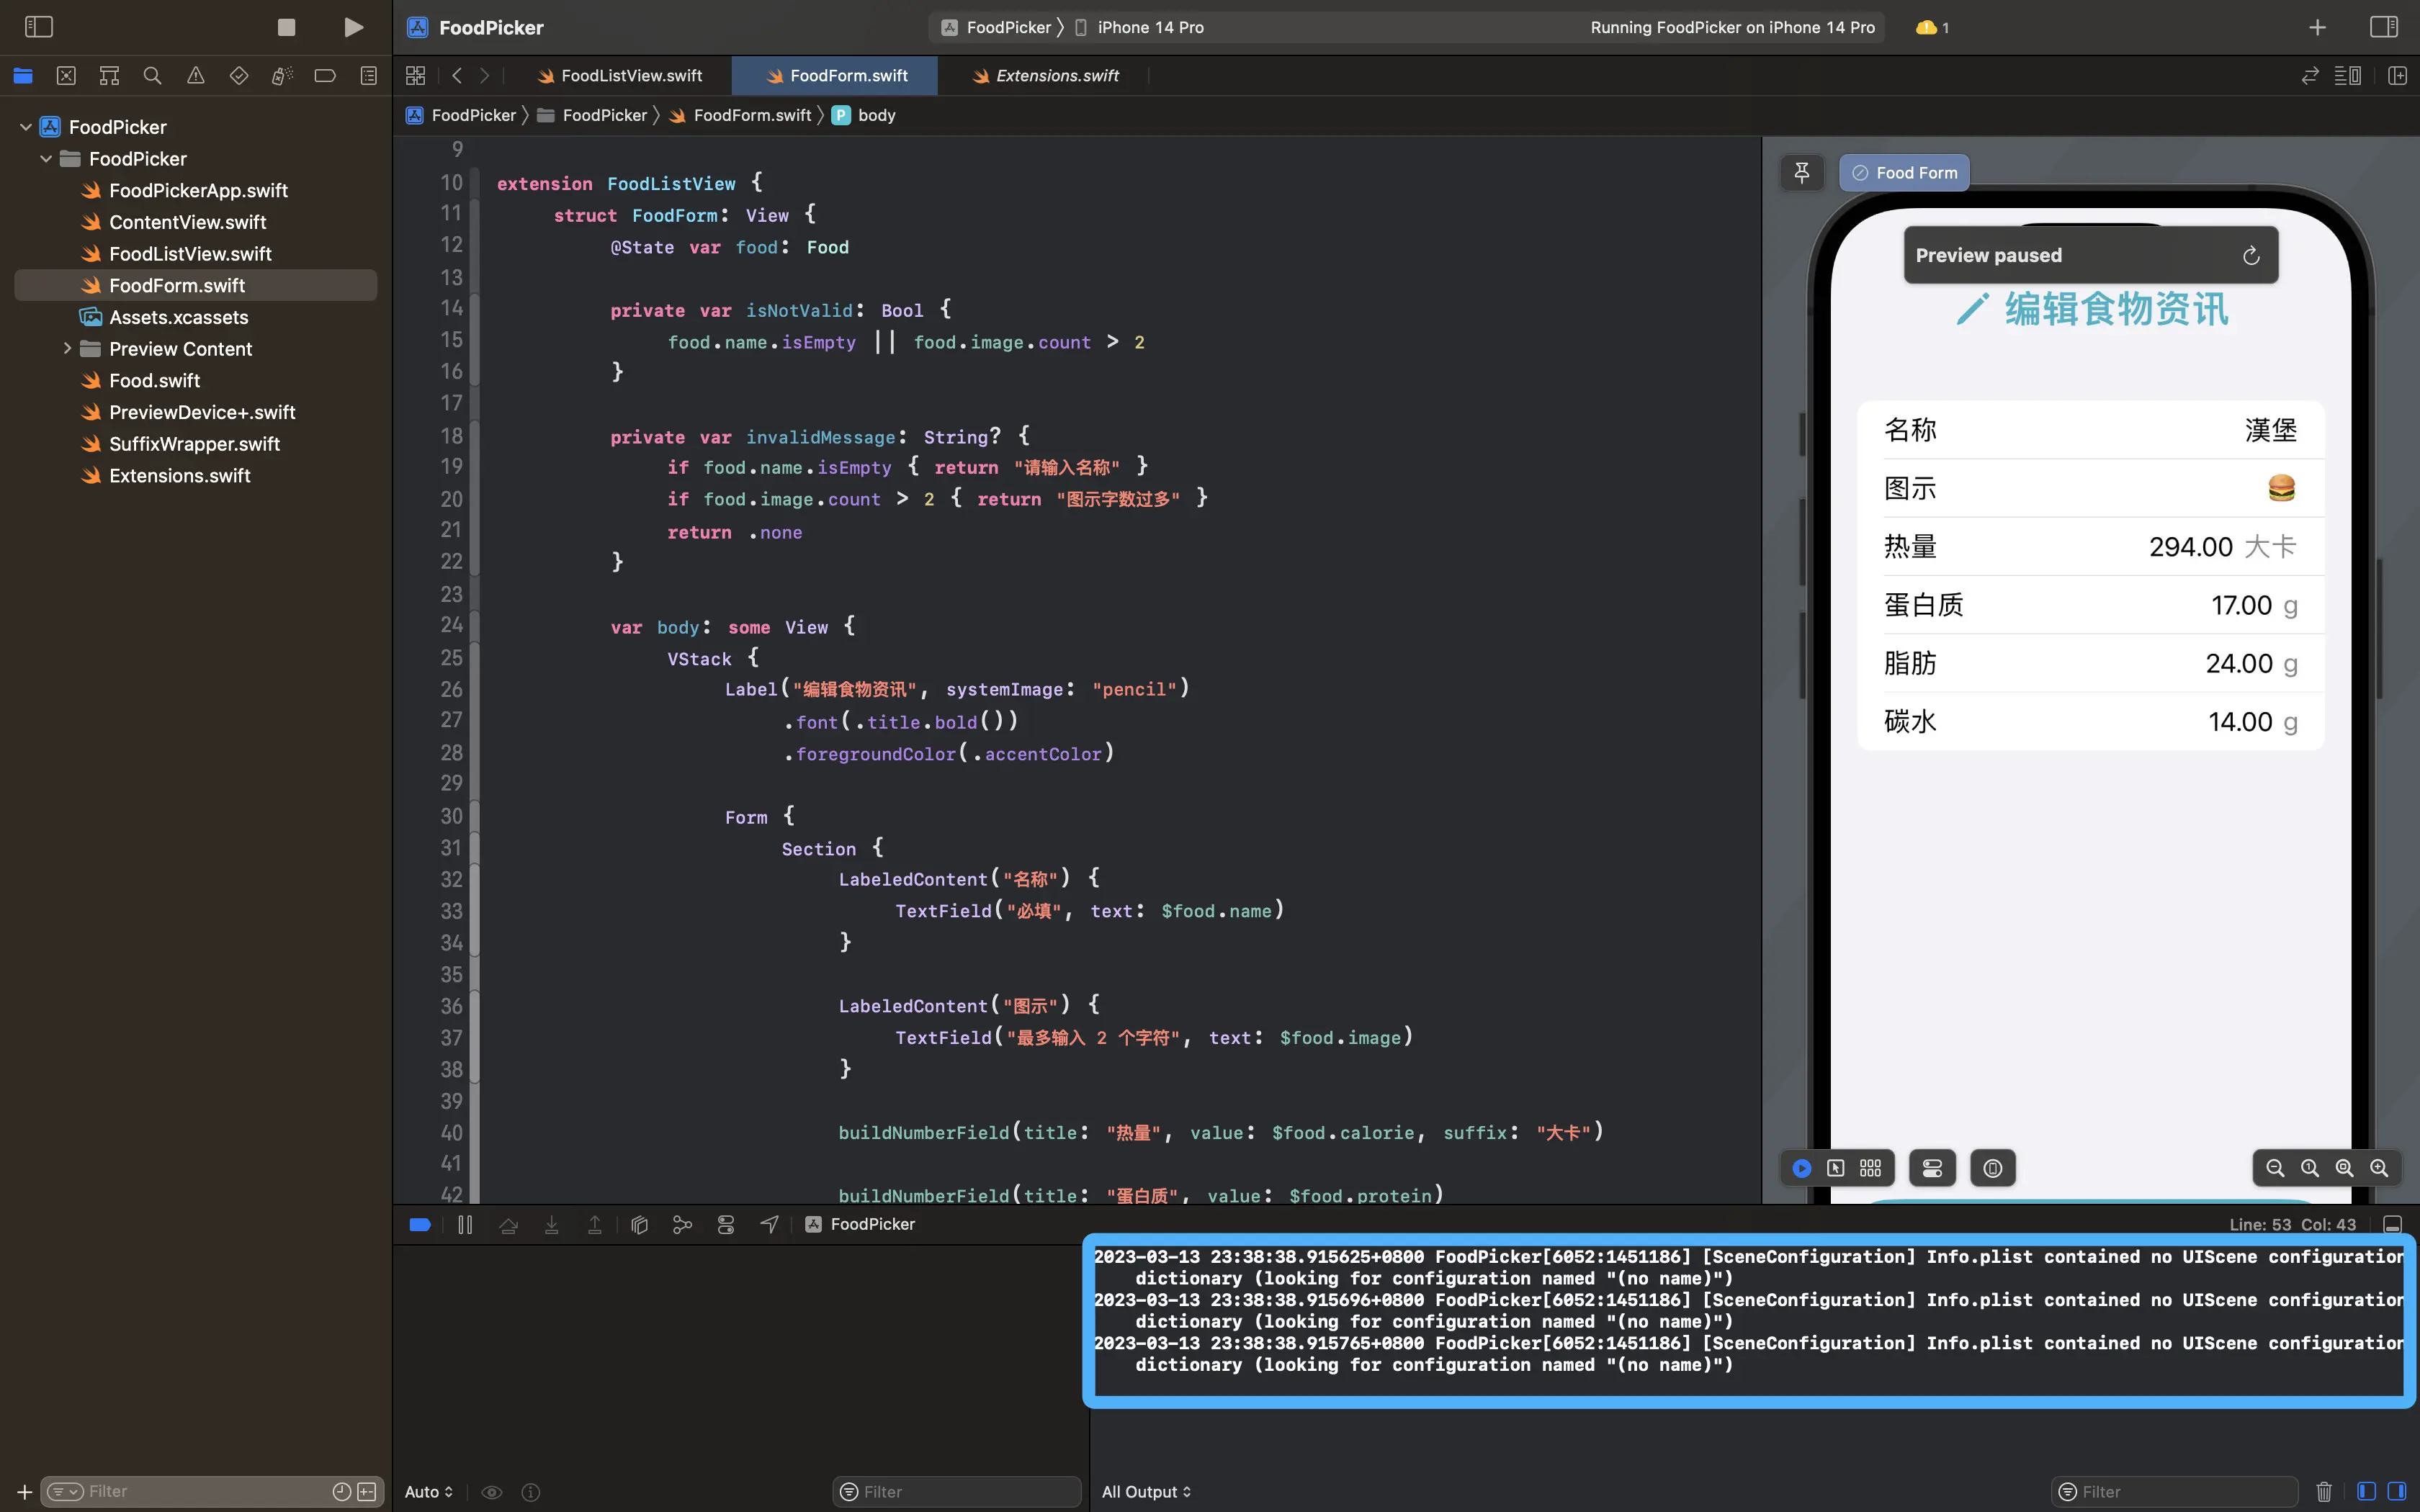 FoodPicker
FoodPicker 〉 iPhone 14 Pro
Running FoodPicker on iPhone 14 Pro
1
FoodListView.swift
FoodForm.swift
Extensions.swift
FoodPicker 〉 FoodPicker 〉 FoodForm.swift 〉 P body
FoodPicker
FoodPicker
FoodPickerApp.swift
ContentView.swift
FoodListView.swift
FoodForm.swift
Assets.xcassets
Preview Content
Food.swift
PreviewDevice+.swift
SuffixWrapper.swift
Extensions.swift
Filter
9
10 extension FoodListView {
11 struct FoodForm: View {
12 @State var food: Food
13
14 private var isNotValid: Bool {
15 food.name.isEmpty || food.image.count > 2
16 }
17
18 private var invalidMessage: String? {
19 if food.name.isEmpty { return "请输入名称" }
20 if food.image.count > 2 { return "图示字数过多" }
21 return .none
22 }
23
24 var body: some View {
25 VStack {
26 Label("编辑食物资讯", systemImage: "pencil")
27 .font(.title.bold())
28 .foregroundColor(.accentColor)
29
30 Form {
31 Section {
32 LabeledContent("名称") {
33 TextField("必填", text: $food.name)
34 }
35
36 LabeledContent("图示") {
37 TextField("最多输入 2 个字符", text: $food.image)
38 }
39
40 buildNumberField(title: "热量", value: $food.calorie, suffix: "大卡")
41
42 buildNumberField(title: "蛋白质", value: $food.protein)
Food Form
Preview paused
编辑食物资讯
名称 漢堡
图示 🍔
热量 294.00 大卡
蛋白质 17.00 g
脂肪 24.00 g
碳水 14.00 g
FoodPicker
Line: 53 Col: 43
2023-03-13 23:38:38.915625+0800 FoodPicker[6052:1451186] [SceneConfiguration] Info.plist contained no UIScene configuration
dictionary (looking for configuration named "(no name)")
2023-03-13 23:38:38.915696+0800 FoodPicker[6052:1451186] [SceneConfiguration] Info.plist contained no UIScene configuration
dictionary (looking for configuration named "(no name)")
2023-03-13 23:38:38.915765+0800 FoodPicker[6052:1451186] [SceneConfiguration] Info.plist contained no UIScene configuration
dictionary (looking for configuration named "(no name)")
Auto
Filter
All Output
Filter